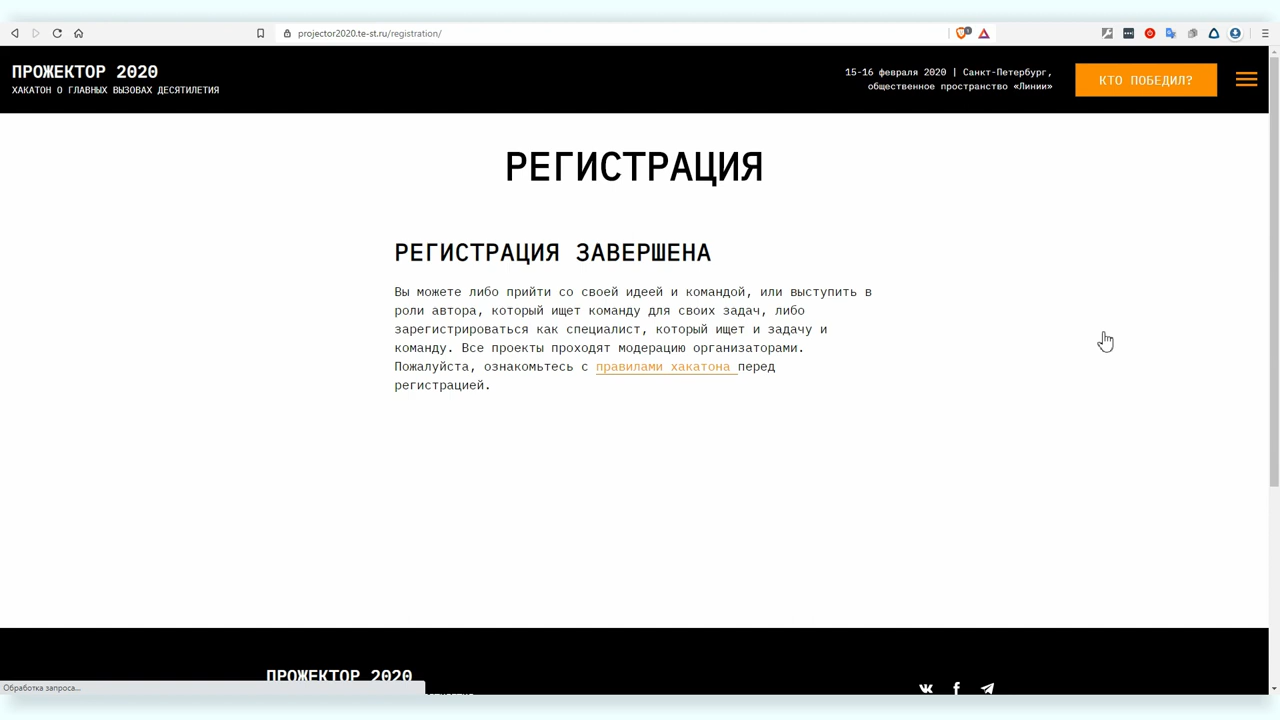 projector2020.te-st.ru/registration/
ПРОЖЕКТОР 2020
ХАКАТОН О ГЛАВНЫХ ВЫЗОВАХ ДЕСЯТИЛЕТИЯ
15-16 февраля 2020 | Санкт-Петербург,
общественное пространство «Линии»
КТО ПОБЕДИЛ?
РЕГИСТРАЦИЯ
РЕГИСТРАЦИЯ ЗАВЕРШЕНА
Вы можете либо прийти со своей идеей и командой, или выступить в
роли автора, который ищет команду для своих задач, либо
зарегистрироваться как специалист, который ищет и задачу и
команду. Все проекты проходят модерацию организаторами.
Пожалуйста, ознакомьтесь с правилами хакатона перед
регистрацией.
ПРОЖЕКТОР 2020
Обработка запроса...